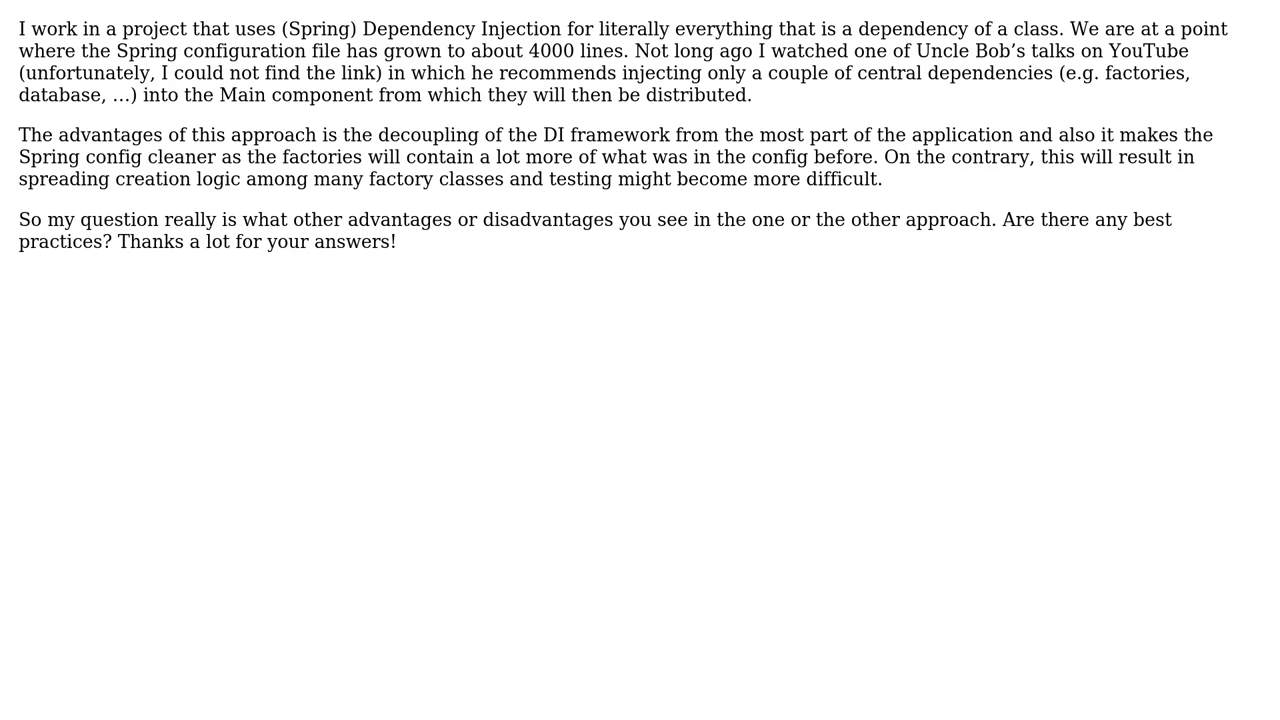 I work in a project that uses (Spring) Dependency Injection for literally everything that is a dependency of a class. We are at a point
where the Spring configuration file has grown to about 4000 lines. Not long ago I watched one of Uncle Bob’s talks on YouTube
(unfortunately, I could not find the link) in which he recommends injecting only a couple of central dependencies (e.g. factories,
database, …) into the Main component from which they will then be distributed.
The advantages of this approach is the decoupling of the DI framework from the most part of the application and also it makes the
Spring config cleaner as the factories will contain a lot more of what was in the config before. On the contrary, this will result in
spreading creation logic among many factory classes and testing might become more difficult.
So my question really is what other advantages or disadvantages you see in the one or the other approach. Are there any best
practices? Thanks a lot for your answers!